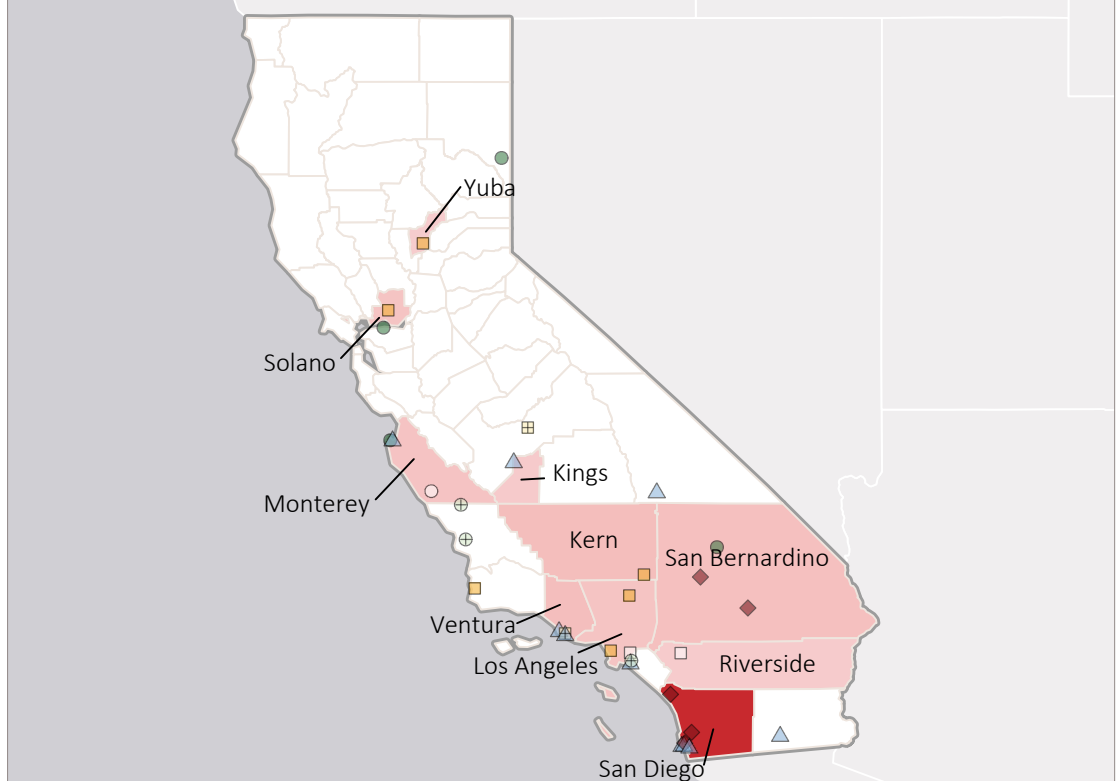 Yuba
Solano
Kings
Monterey
Kern
San Bernardino
Ventura
Los Angeles
Riverside
San Diego